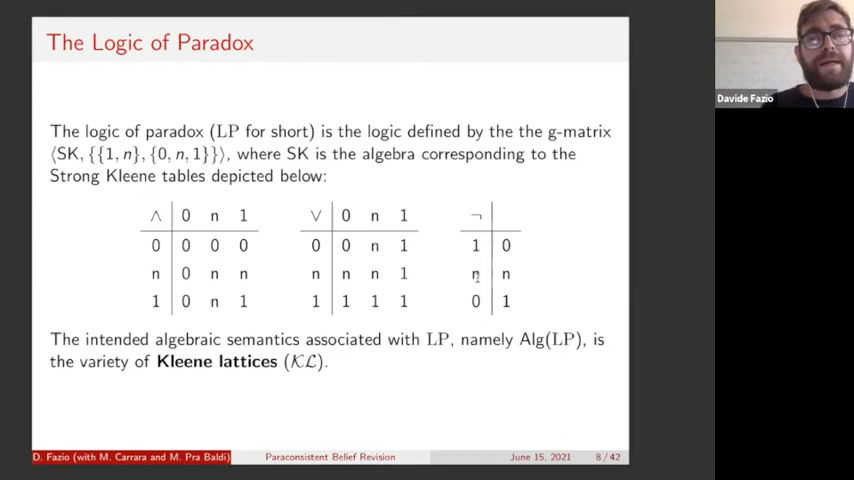 The Logic of Paradox
Davide Fazio
The logic of paradox (LP for short) is the logic defined by the the g-matrix
⟨SK, {{1, n}, {0, n, 1}}⟩, where SK is the algebra corresponding to the
Strong Kleene tables depicted below:
∧ 0 n 1
0 0 0 0
n 0 n n
1 0 n 1
∨ 0 n 1
0 0 n 1
n n n 1
1 1 1 1
¬
1 0
n n
0 1
The intended algebraic semantics associated with LP, namely Alg(LP), is
the variety of Kleene lattices (𝒦ℒ).
D. Fazio (with M. Carrara and M. Pra Baldi) Paraconsistent Belief Revision June 15, 2021 8 / 42